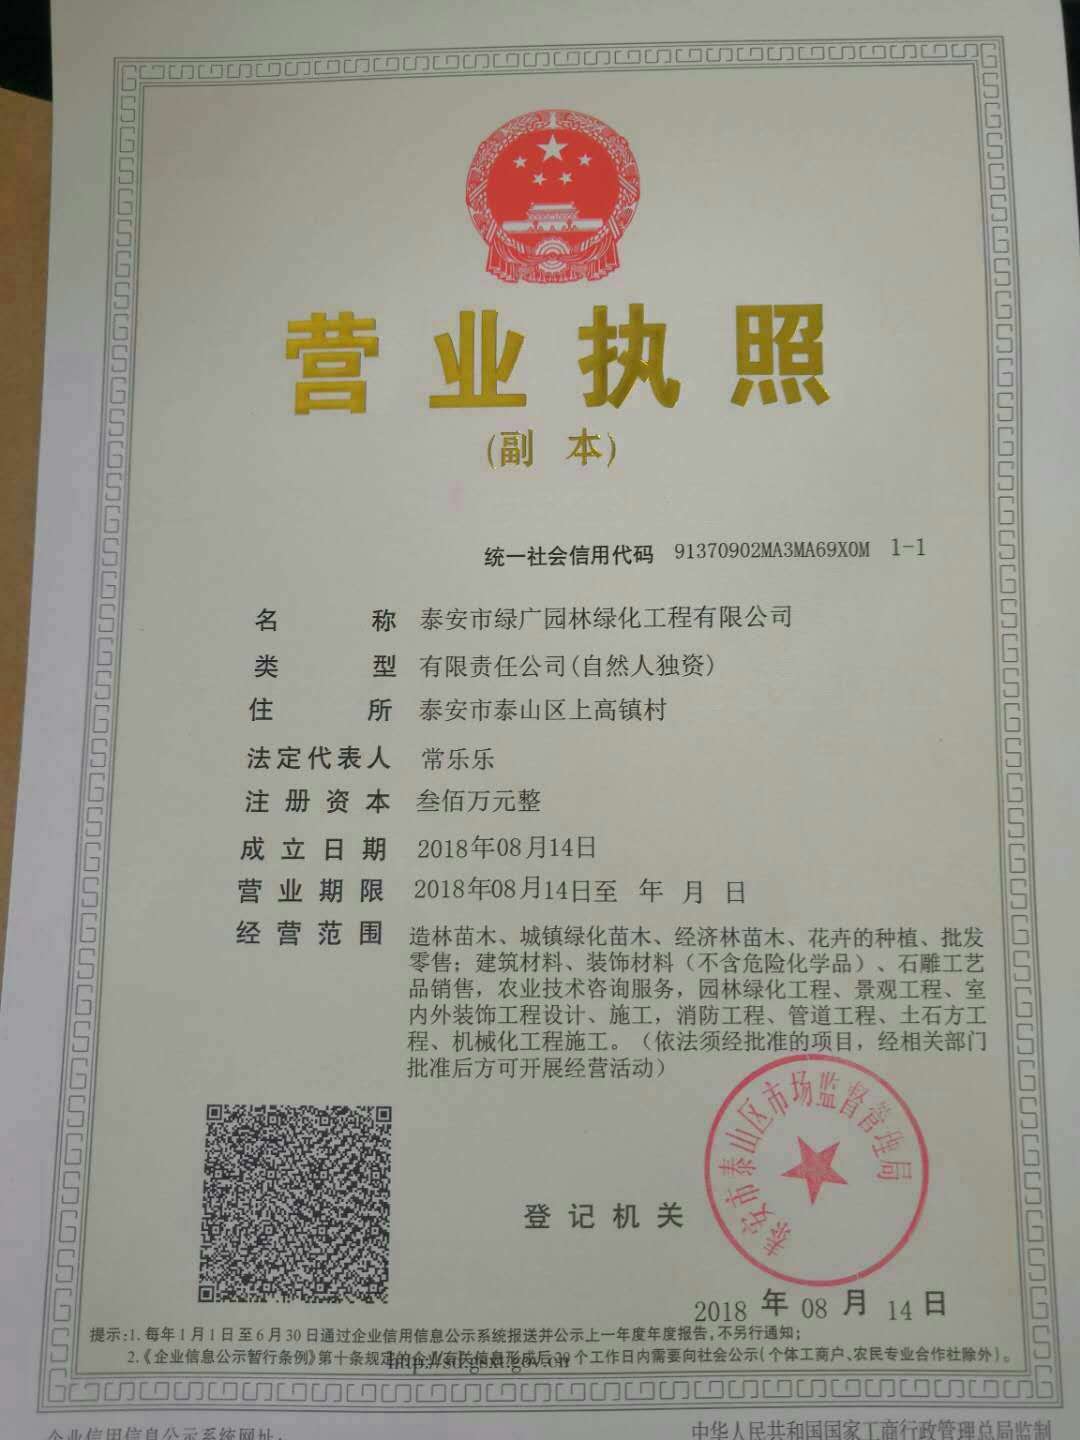 营业执照
(副 本)
统一社会信用代码 91370902MA3MA69X0M 1-1
名称 泰安市绿广园林绿化工程有限公司
类型 有限责任公司(自然人独资)
住所 泰安市泰山区上高镇村
法定代表人 常乐乐
注册资本 叁佰万元整
成立日期 2018年08月14日
营业期限 2018年08月14日至 年 月 日
经营范围 造林苗木、城镇绿化苗木、经济林苗木、花卉的种植、批发
零售；建筑材料、装饰材料（不含危险化学品）、石雕工艺
品销售，农业技术咨询服务，园林绿化工程、景观工程、室
内外装饰工程设计、施工，消防工程、管道工程、土石方工
程、机械化工程施工。（依法须经批准的项目，经相关部门
批准后方可开展经营活动）
泰安市泰山区市场监督管理局
登记机关
2018 年 08 月 14 日
提示:1.每年1月1日至6月30日通过企业信用信息公示系统报送并公示上一年度年度报告,不另行通知;
2.《企业信息公示暂行条例》第十条规定的企业有关信息形成后20个工作日内需要向社会公示(个体工商户、农民专业合作社除外)。
http://sd.gsxt.gov.cn
企业信用信息公示系统网址:
中华人民共和国国家工商行政管理总局监制